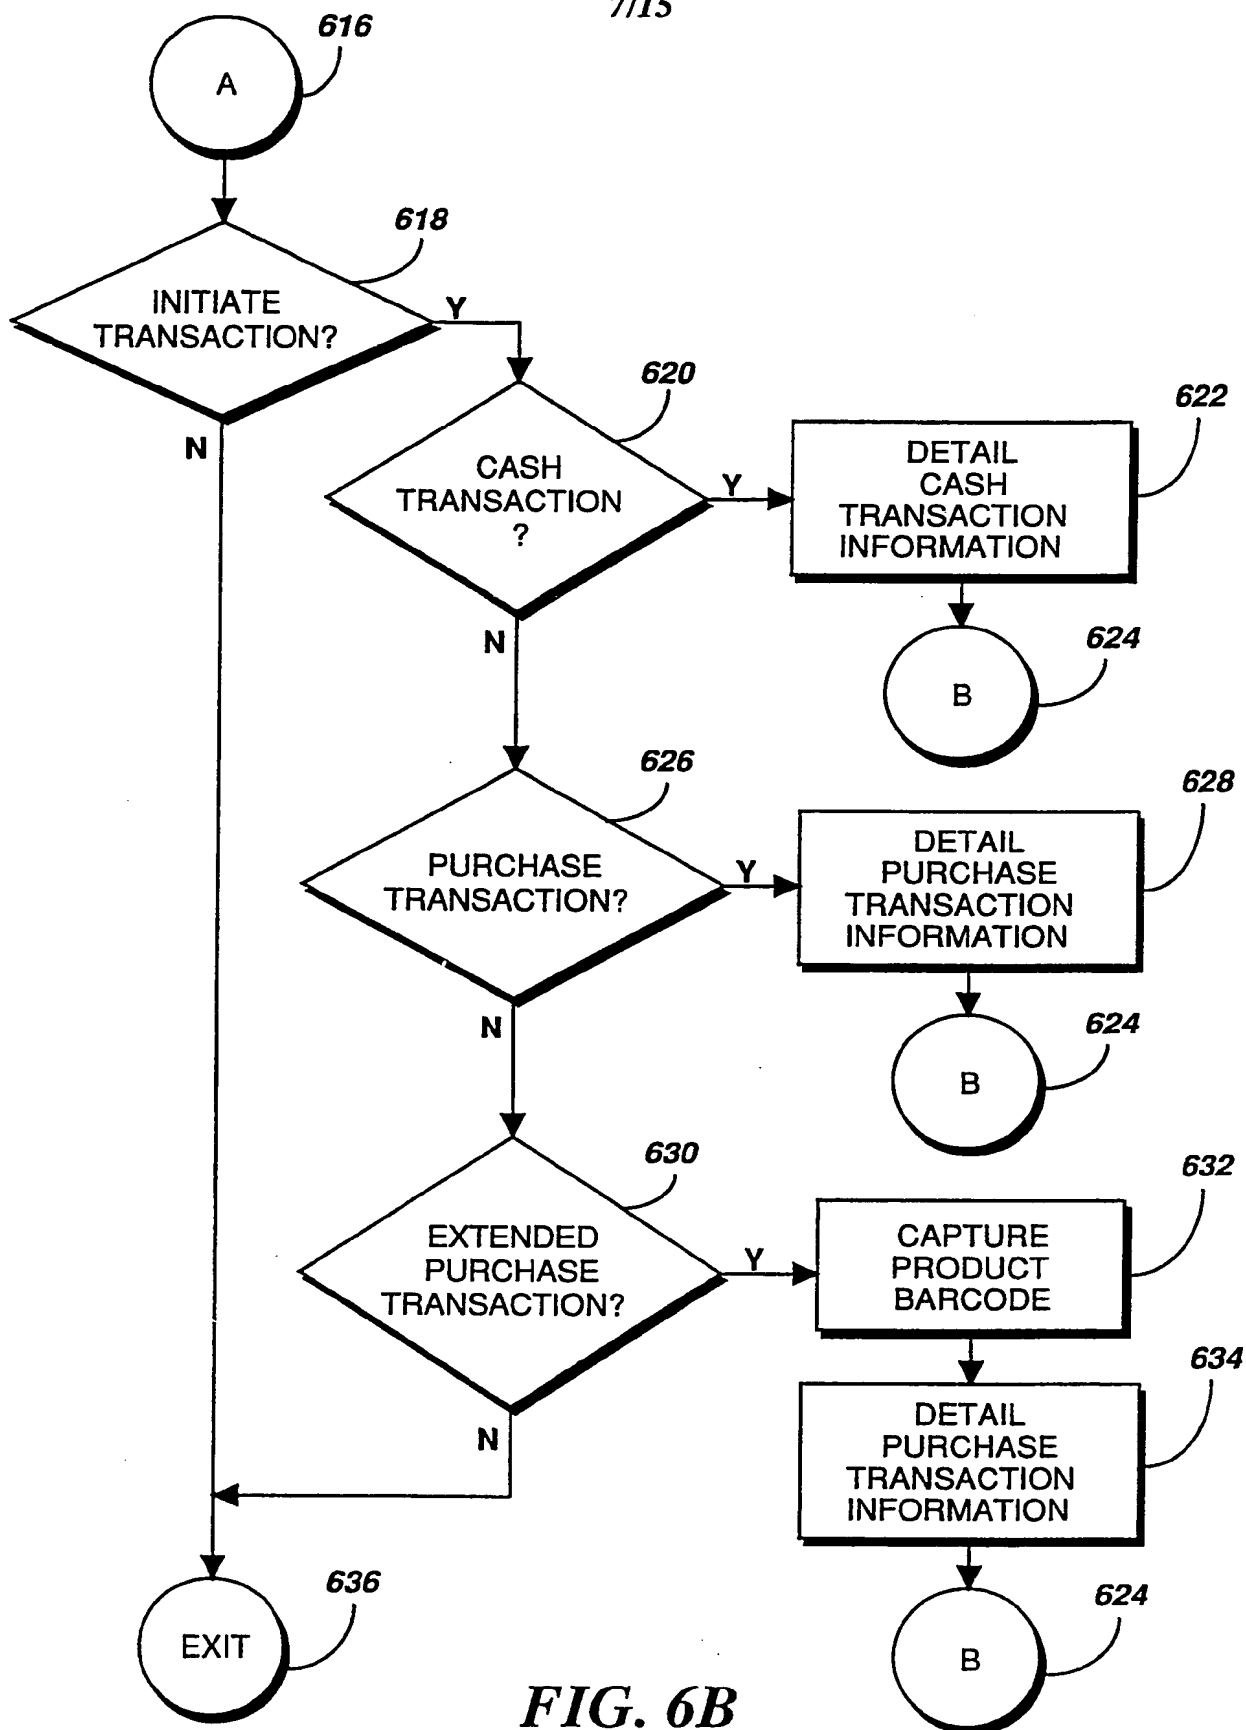 7/15
616
A
618
INITIATE
TRANSACTION?
Y
N
620
CASH
TRANSACTION
?
Y
N
622
DETAIL
CASH
TRANSACTION
INFORMATION
624
B
626
PURCHASE
TRANSACTION?
Y
N
628
DETAIL
PURCHASE
TRANSACTION
INFORMATION
624
B
630
EXTENDED
PURCHASE
TRANSACTION?
Y
N
632
CAPTURE
PRODUCT
BARCODE
634
DETAIL
PURCHASE
TRANSACTION
INFORMATION
624
B
636
EXIT
FIG. 6B